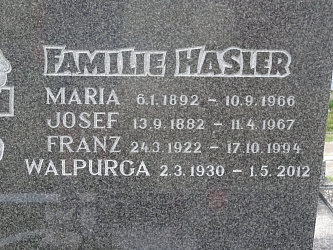 FAMILIE HASLER
MARIA 6.1.1892 - 10.9.1966
JOSEF 13.9.1882 - 11.4.1967
FRANZ 24.3.1922 - 17.10.1994
WALPURGA 2.3.1930 - 1.5.2012